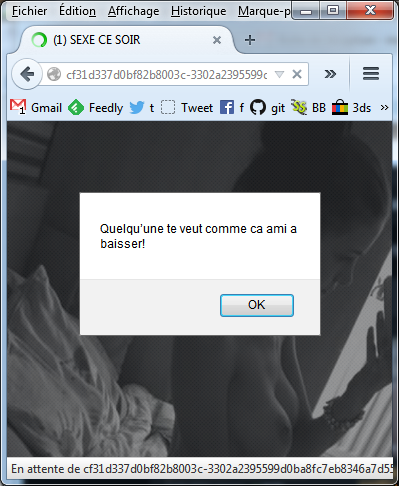 Fichier Édition Affichage Historique Marque-p
(1) SEXE CE SOIR
cf31d337d0bf82b8003c-3302a2395599c
Gmail Feedly t Tweet f git BB 3ds
Quelqu'une te veut comme ca ami a
baisser!
OK
En attente de cf31d337d0bf82b8003c-3302a2395599d0ba8fc7eb8346a7d55